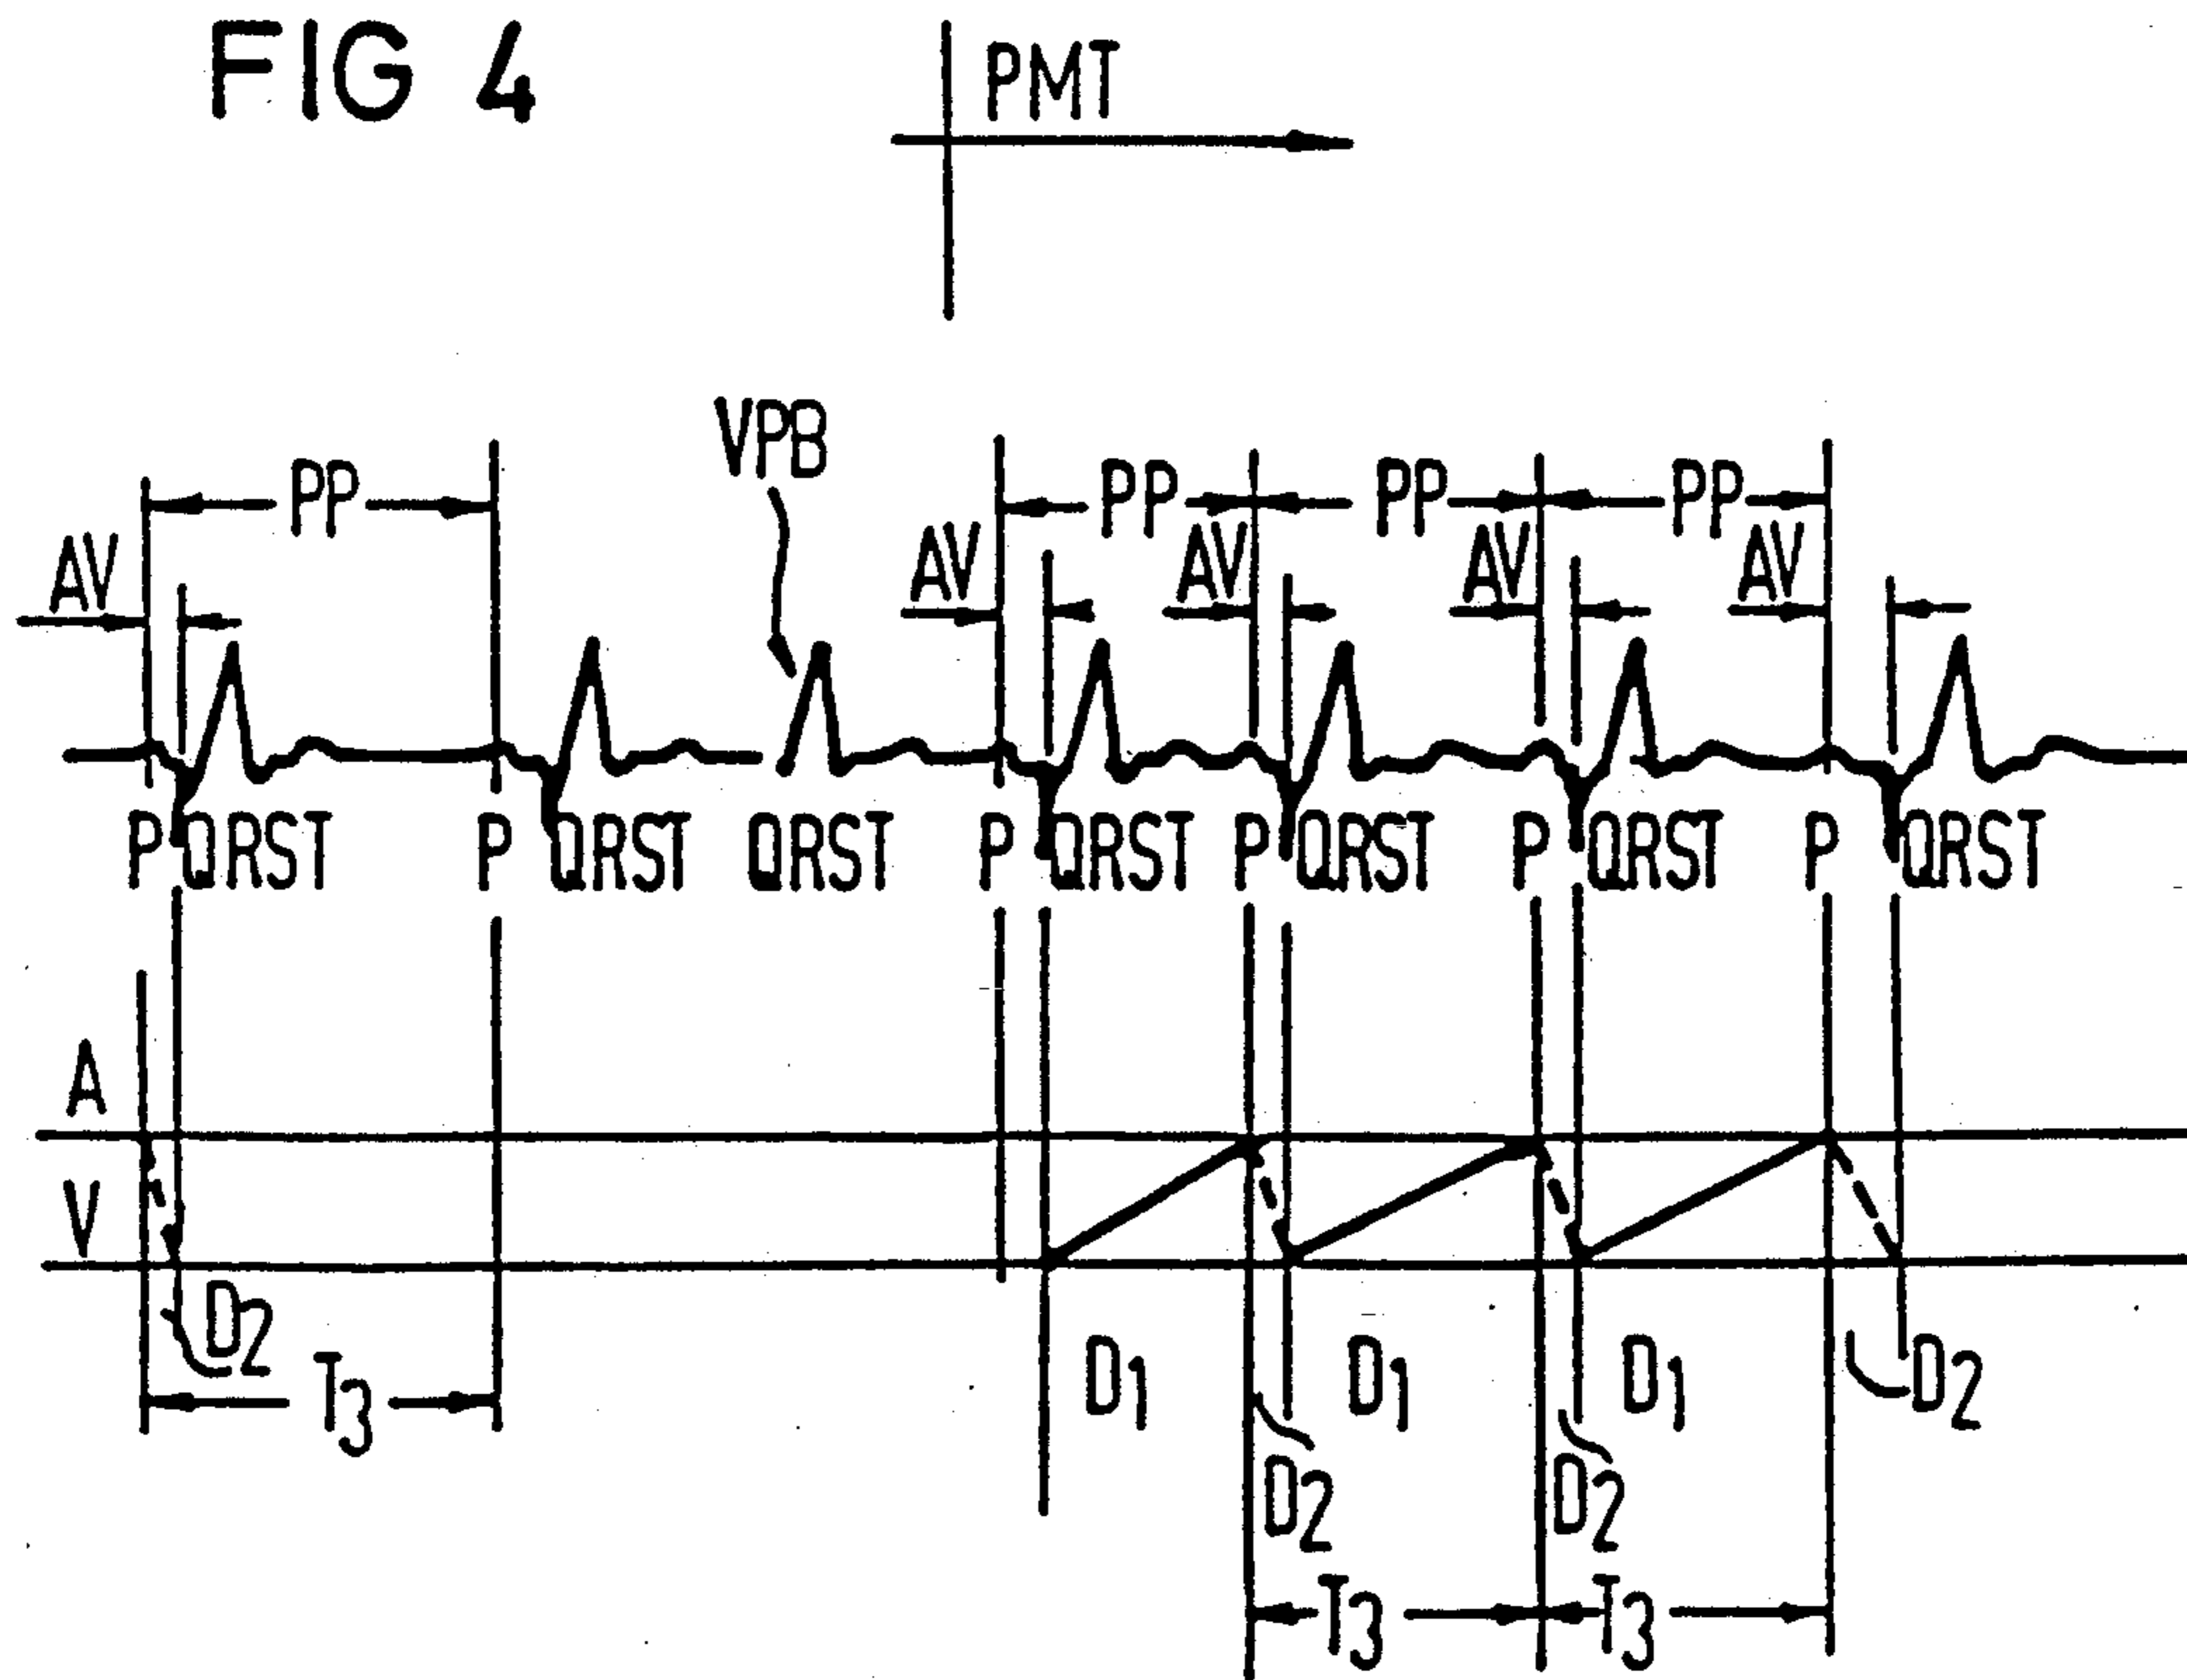 FIG 4
PMT
VPB
PP PP PP PP
AV AV AV AV AV
P QRST P QRST QRST P QRST P QRST P QRST P QRST
A
V
D2 D1 D1 D1 D2
T3
D2 D2
T3 T3